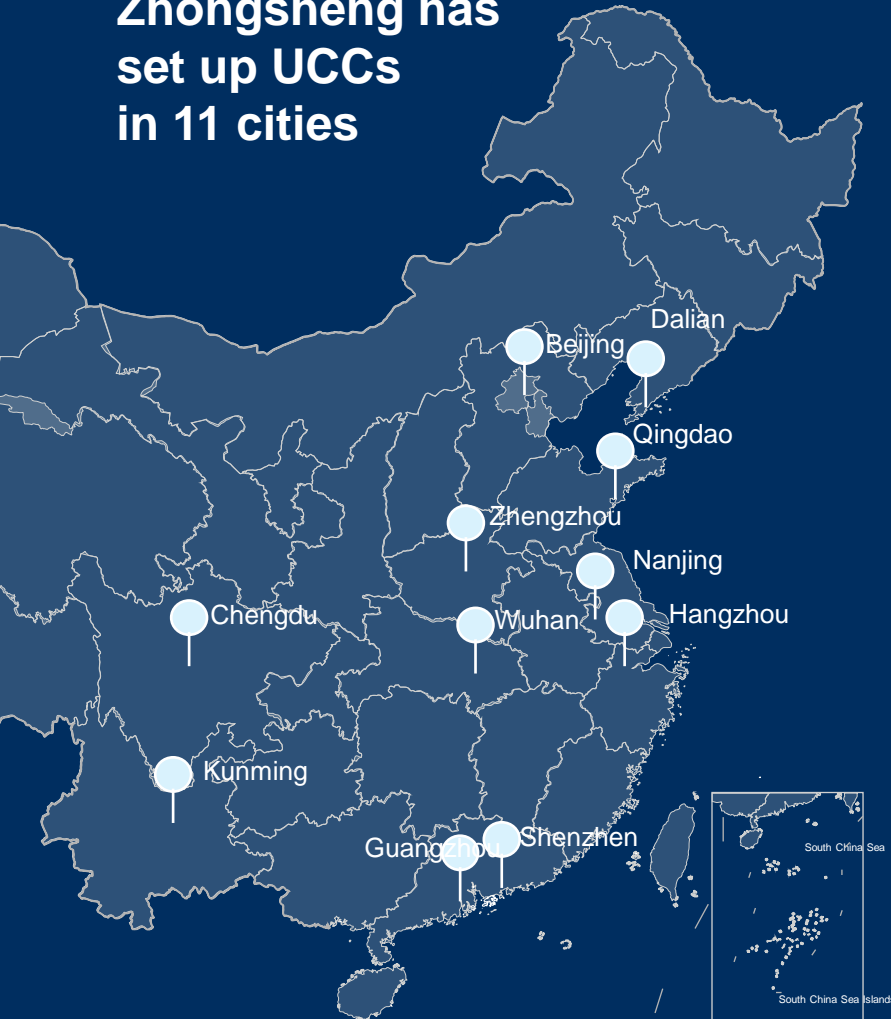 Zhongsheng has
set up UCCs
in 11 cities
Dalian
Beijing
Qingdao
Zhengzhou
Nanjing
Chengdu
Wuhan
Hangzhou
Kunming
Guangzhou
Shenzhen
South China Sea
South China Sea Islands